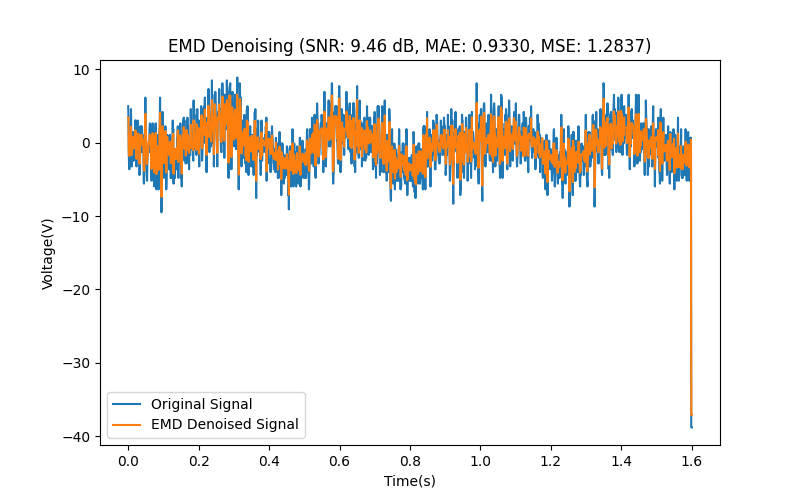 EMD Denoising (SNR: 9.46 dB, MAE: 0.9330, MSE: 1.2837)
10
0
−10
−20
−30
−40
Voltage(V)
Original Signal
EMD Denoised Signal
0.0 0.2 0.4 0.6 0.8 1.0 1.2 1.4 1.6
Time(s)